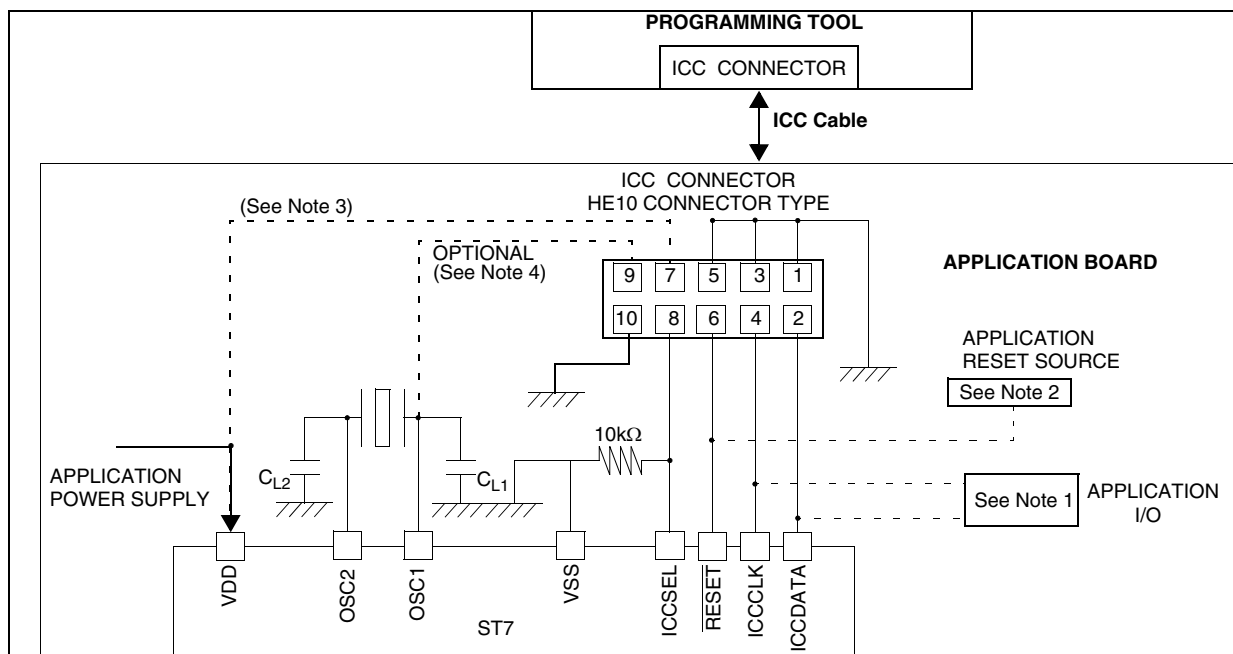 PROGRAMMING TOOL
ICC CONNECTOR
ICC Cable
ICC CONNECTOR
HE10 CONNECTOR TYPE
(See Note 3)
OPTIONAL
(See Note 4)
9 7 5 3 1
10 8 6 4 2
APPLICATION BOARD
APPLICATION
RESET SOURCE
See Note 2
10kΩ
CL2
CL1
APPLICATION
POWER SUPPLY
See Note 1
APPLICATION
I/O
VDD
OSC2
OSC1
VSS
ICCSEL
RESET
ICCCLK
ICCDATA
ST7